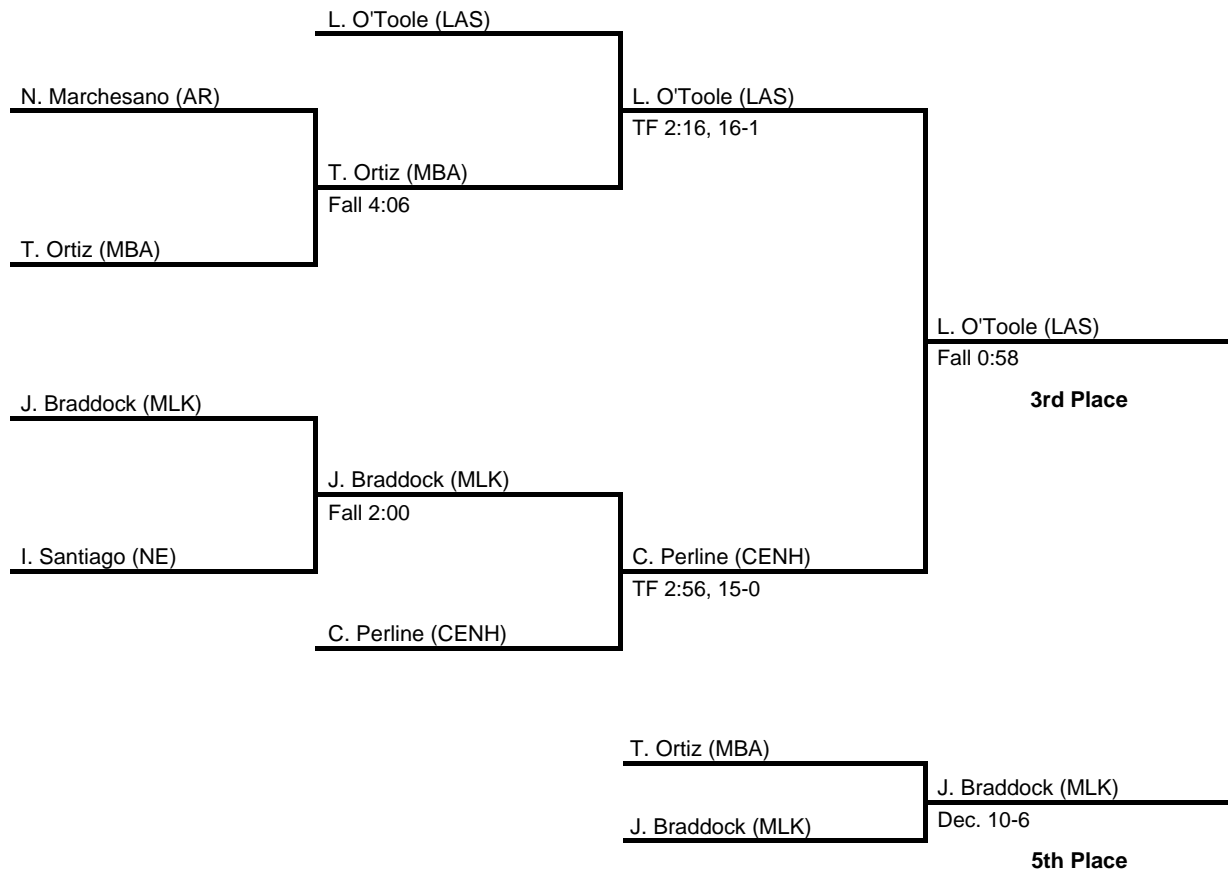 L. O'Toole (LAS)
N. Marchesano (AR)
L. O'Toole (LAS)
TF 2:16, 16-1
T. Ortiz (MBA)
Fall 4:06
T. Ortiz (MBA)
L. O'Toole (LAS)
Fall 0:58
3rd Place
J. Braddock (MLK)
J. Braddock (MLK)
Fall 2:00
I. Santiago (NE)
C. Perline (CENH)
TF 2:56, 15-0
C. Perline (CENH)
T. Ortiz (MBA)
J. Braddock (MLK)
Dec. 10-6
J. Braddock (MLK)
5th Place